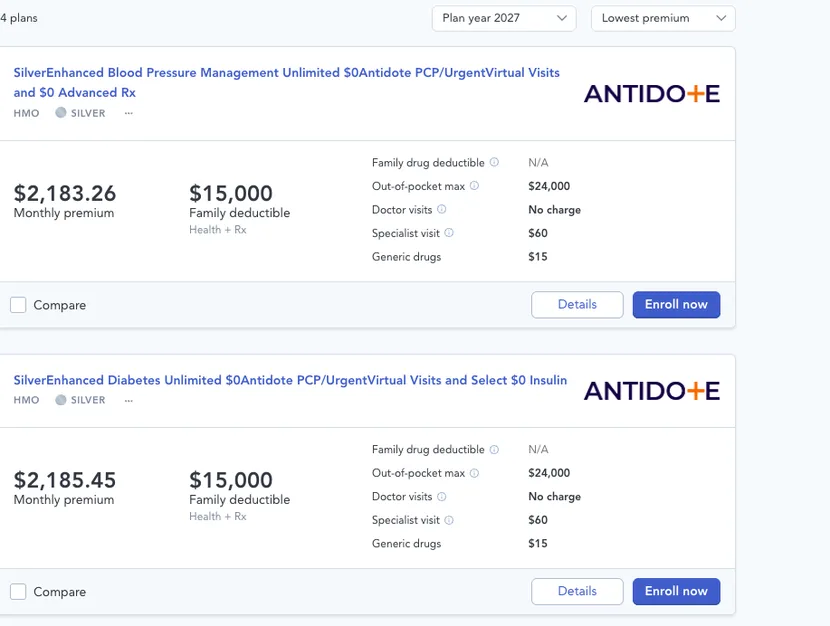 4 plans
Plan year 2027
Lowest premium
SilverEnhanced Blood Pressure Management Unlimited $0Antidote PCP/UrgentVirtual Visits
and $0 Advanced Rx
ANTIDOTE
HMO SILVER ...
$2,183.26
Monthly premium
$15,000
Family deductible
Health + Rx
Family drug deductible N/A
Out-of-pocket max $24,000
Doctor visits No charge
Specialist visit $60
Generic drugs $15
Compare
Details
Enroll now
SilverEnhanced Diabetes Unlimited $0Antidote PCP/UrgentVirtual Visits and Select $0 Insulin
ANTIDOTE
HMO SILVER ...
$2,185.45
Monthly premium
$15,000
Family deductible
Health + Rx
Family drug deductible N/A
Out-of-pocket max $24,000
Doctor visits No charge
Specialist visit $60
Generic drugs $15
Compare
Details
Enroll now